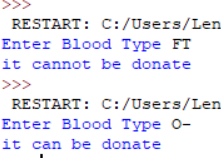 >>>
RESTART: C:/Users/Len
Enter Blood Type FT
it cannot be donate
>>>
RESTART: C:/Users/Len
Enter Blood Type O-
it can be donate